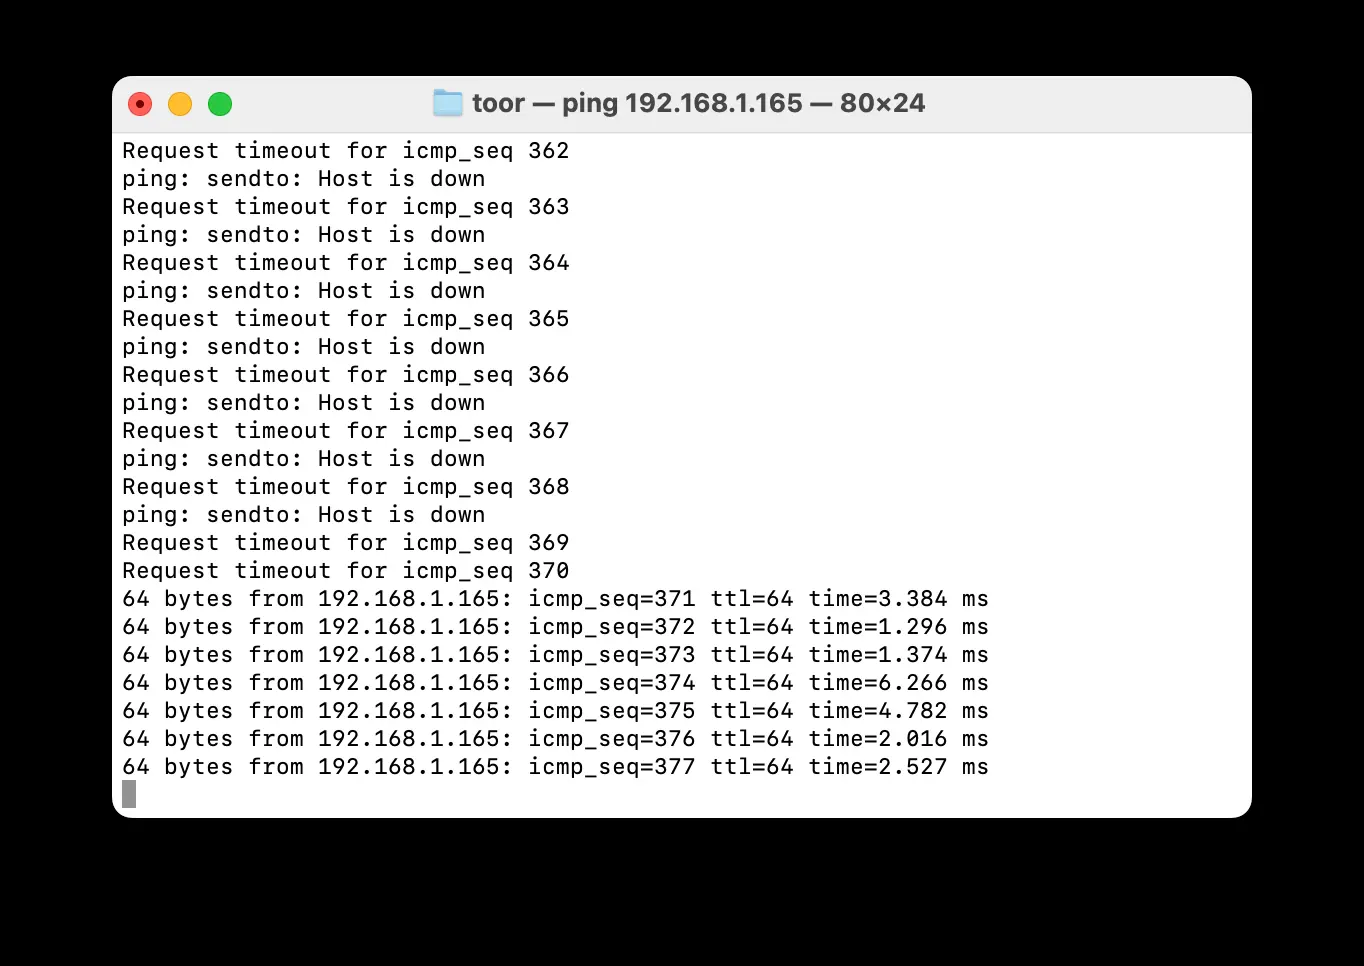 toor — ping 192.168.1.165 — 80×24
Request timeout for icmp_seq 362
ping: sendto: Host is down
Request timeout for icmp_seq 363
ping: sendto: Host is down
Request timeout for icmp_seq 364
ping: sendto: Host is down
Request timeout for icmp_seq 365
ping: sendto: Host is down
Request timeout for icmp_seq 366
ping: sendto: Host is down
Request timeout for icmp_seq 367
ping: sendto: Host is down
Request timeout for icmp_seq 368
ping: sendto: Host is down
Request timeout for icmp_seq 369
Request timeout for icmp_seq 370
64 bytes from 192.168.1.165: icmp_seq=371 ttl=64 time=3.384 ms
64 bytes from 192.168.1.165: icmp_seq=372 ttl=64 time=1.296 ms
64 bytes from 192.168.1.165: icmp_seq=373 ttl=64 time=1.374 ms
64 bytes from 192.168.1.165: icmp_seq=374 ttl=64 time=6.266 ms
64 bytes from 192.168.1.165: icmp_seq=375 ttl=64 time=4.782 ms
64 bytes from 192.168.1.165: icmp_seq=376 ttl=64 time=2.016 ms
64 bytes from 192.168.1.165: icmp_seq=377 ttl=64 time=2.527 ms